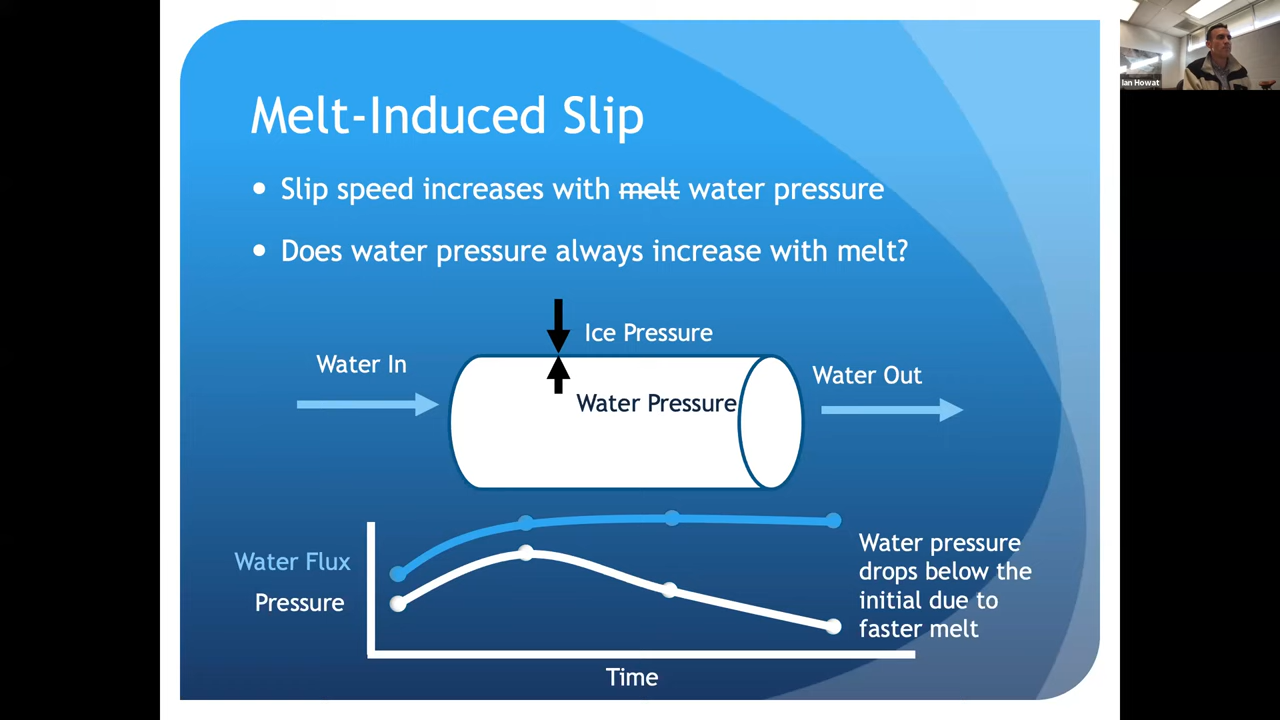 Ian Howat
Melt-Induced Slip
• Slip speed increases with melt water pressure
• Does water pressure always increase with melt?
Ice Pressure
Water In
Water Out
Water Pressure
Water Flux
Pressure
Water pressure
drops below the
initial due to
faster melt
Time